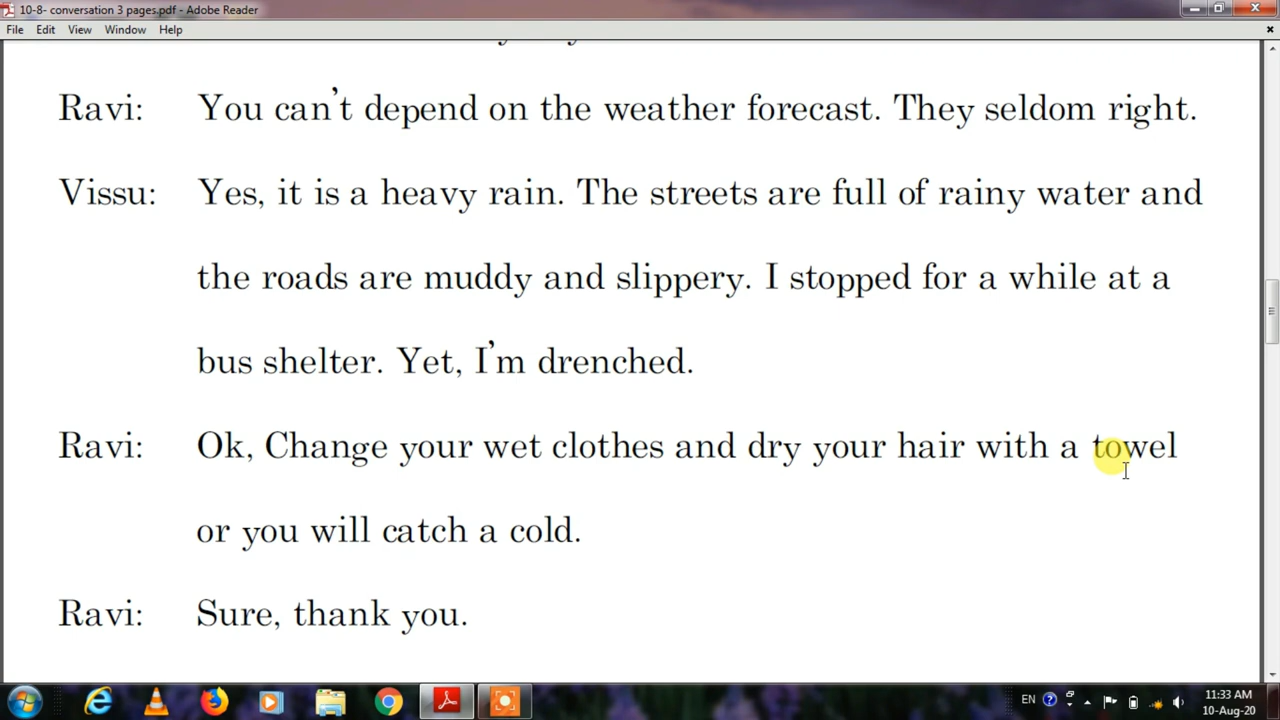 10-8- conversation 3 pages.pdf - Adobe Reader
File Edit View Window Help
Ravi: You can't depend on the weather forecast. They seldom right.
Vissu: Yes, it is a heavy rain. The streets are full of rainy water and
the roads are muddy and slippery. I stopped for a while at a
bus shelter. Yet, I'm drenched.
Ravi: Ok, Change your wet clothes and dry your hair with a towel
or you will catch a cold.
Ravi: Sure, thank you.
EN
11:33 AM
10-Aug-20